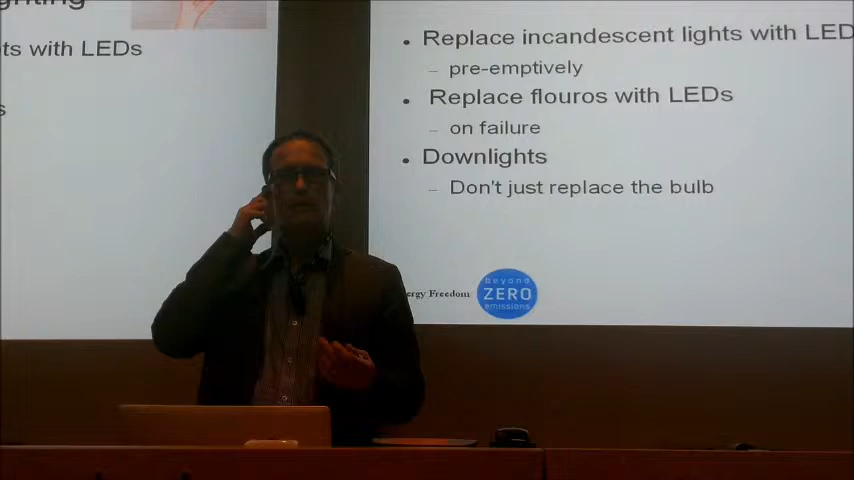 ts with LEDs
s
Replace incandescent lights with LED
– pre-emptively
Replace flouros with LEDs
– on failure
Downlights
– Don't just replace the bulb
ergy Freedom
beyond
ZERO
emissions